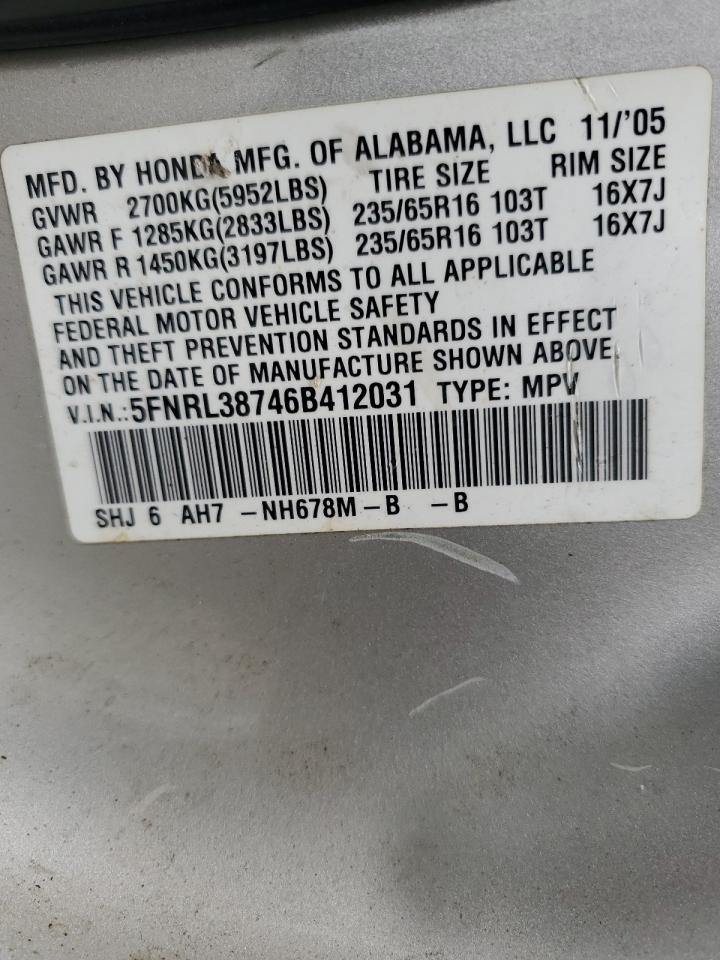 MFD. BY HONDA MFG. OF ALABAMA, LLC 11/'05
GVWR 2700KG(5952LBS) TIRE SIZE RIM SIZE
GAWR F 1285KG(2833LBS) 235/65R16 103T 16X7J
GAWR R 1450KG(3197LBS) 235/65R16 103T 16X7J
THIS VEHICLE CONFORMS TO ALL APPLICABLE
FEDERAL MOTOR VEHICLE SAFETY
AND THEFT PREVENTION STANDARDS IN EFFECT
ON THE DATE OF MANUFACTURE SHOWN ABOVE.
V.I.N.: 5FNRL38746B412031 TYPE: MPV
SHJ 6 AH7 -NH678M-B -B